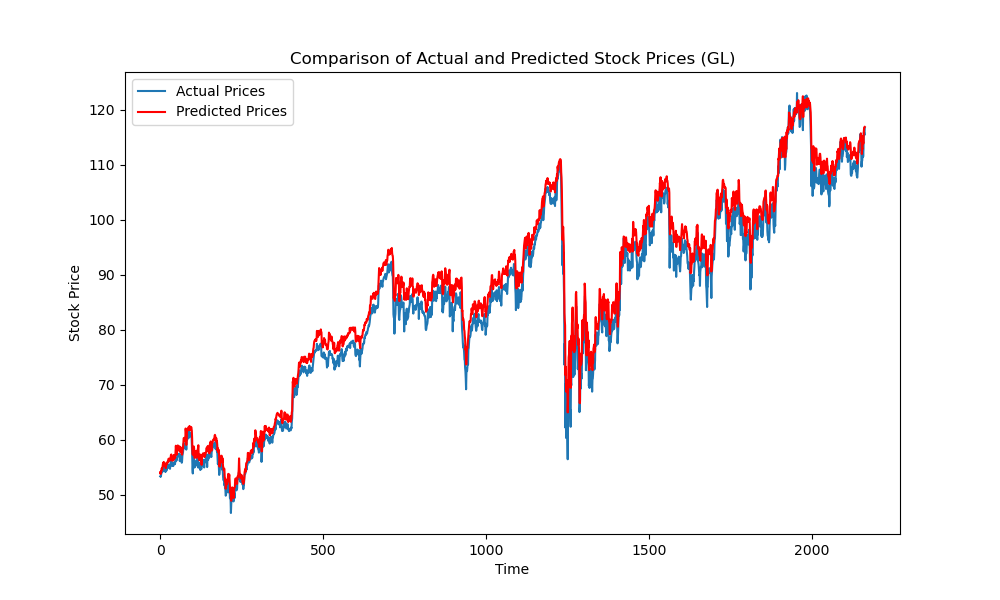 Comparison of Actual and Predicted Stock Prices (GL)
Actual Prices
Predicted Prices
120
110
100
90
80
70
60
50
Stock Price
0 500 1000 1500 2000
Time